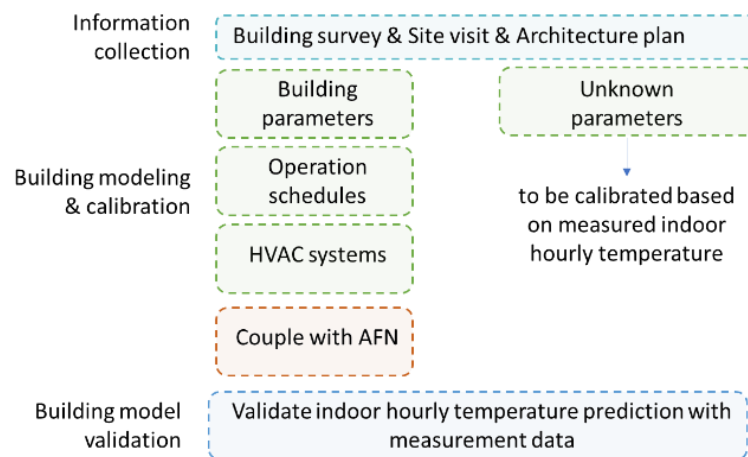 Information
collection
Building survey & Site visit & Architecture plan
Building
parameters
Unknown
parameters
Building modeling
& calibration
Operation
schedules
to be calibrated based
on measured indoor
hourly temperature
HVAC systems
Couple with AFN
Building model
validation
Validate indoor hourly temperature prediction with
measurement data